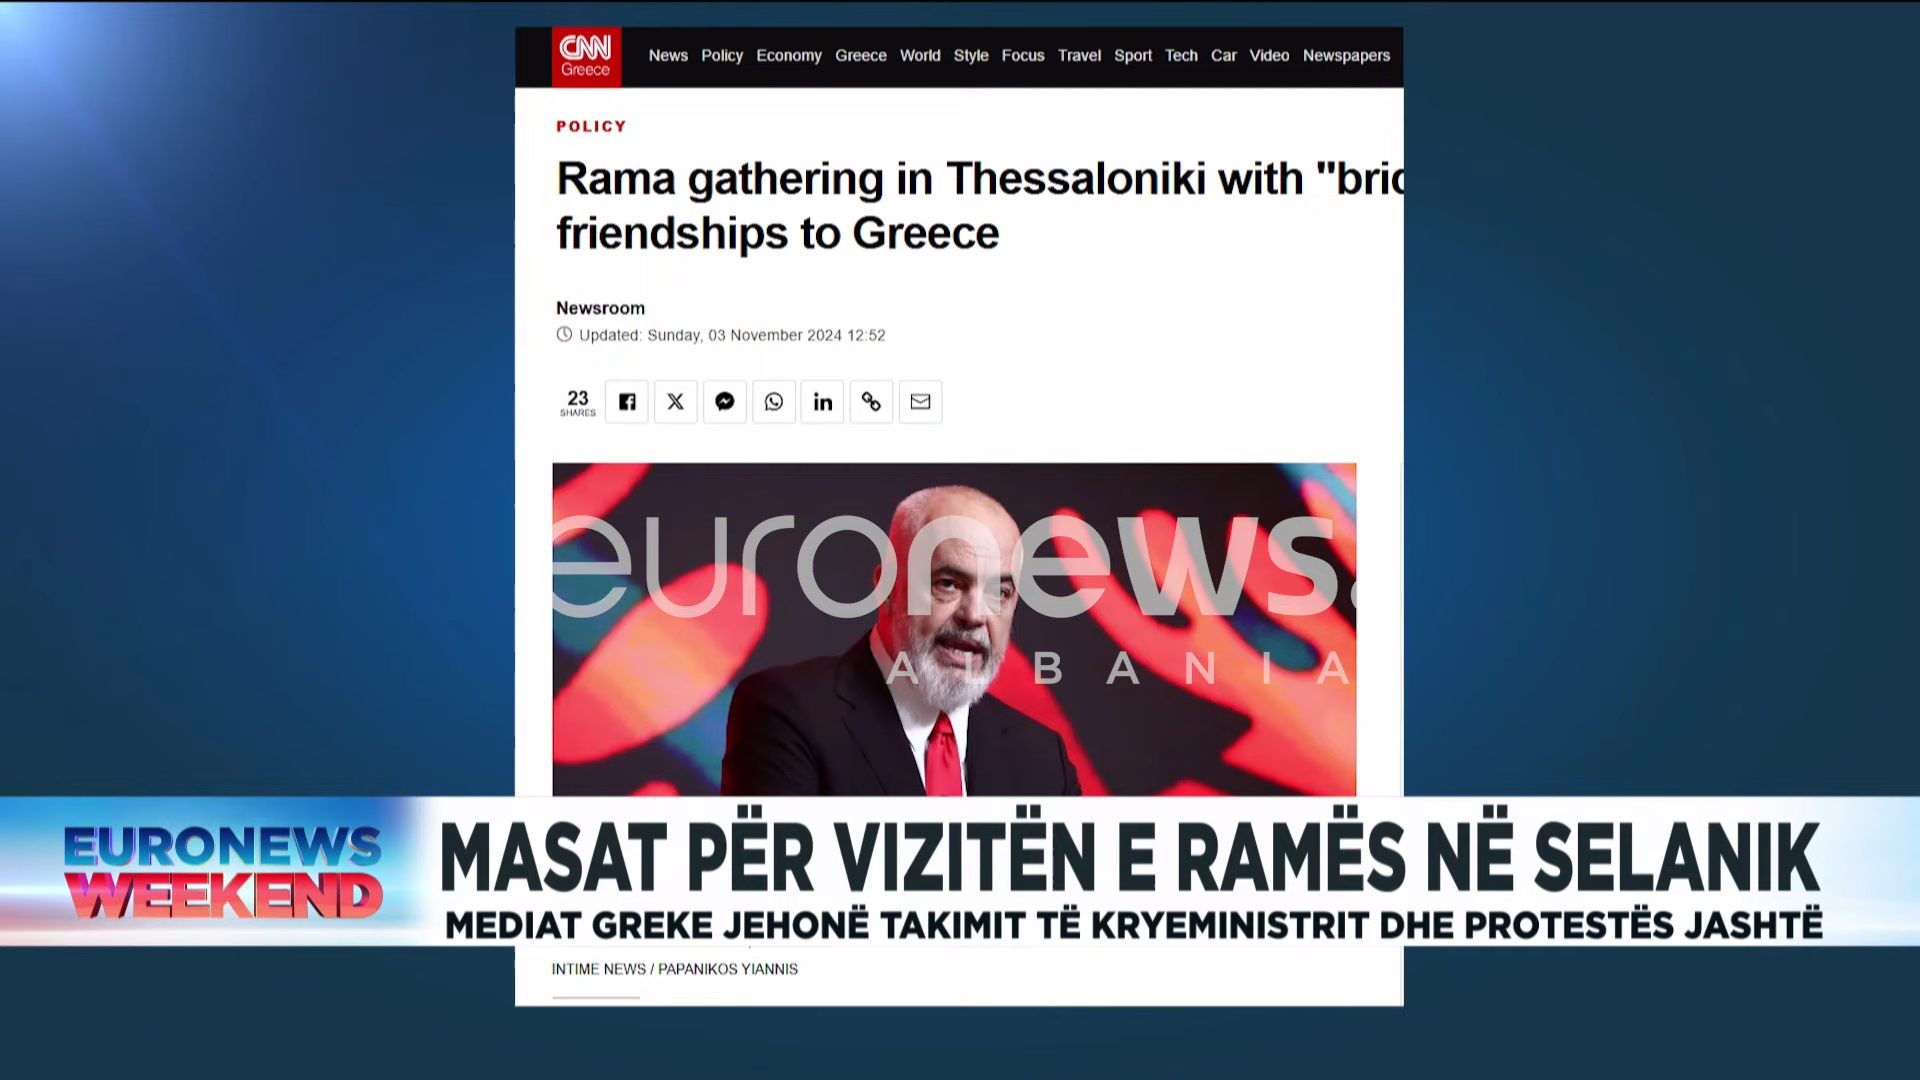 CNN
Greece
News Policy Economy Greece World Style Focus Travel Sport Tech Car Video Newspapers
POLICY
Rama gathering in Thessaloniki with
friendships to Greece
Newsroom
Updated: Sunday, 03 November 2024 12:52
23
SHARES
euronews.
ALBANIA
EURONEWS
WEEKEND
MASAT PËR VIZITËN E RAMËS NË SELANIK
MEDIAT GREKE JEHONË TAKIMIT TË KRYEMINISTRIT DHE PROTESTËS JASHTË
INTIME NEWS / PAPANIKOS YIANNIS